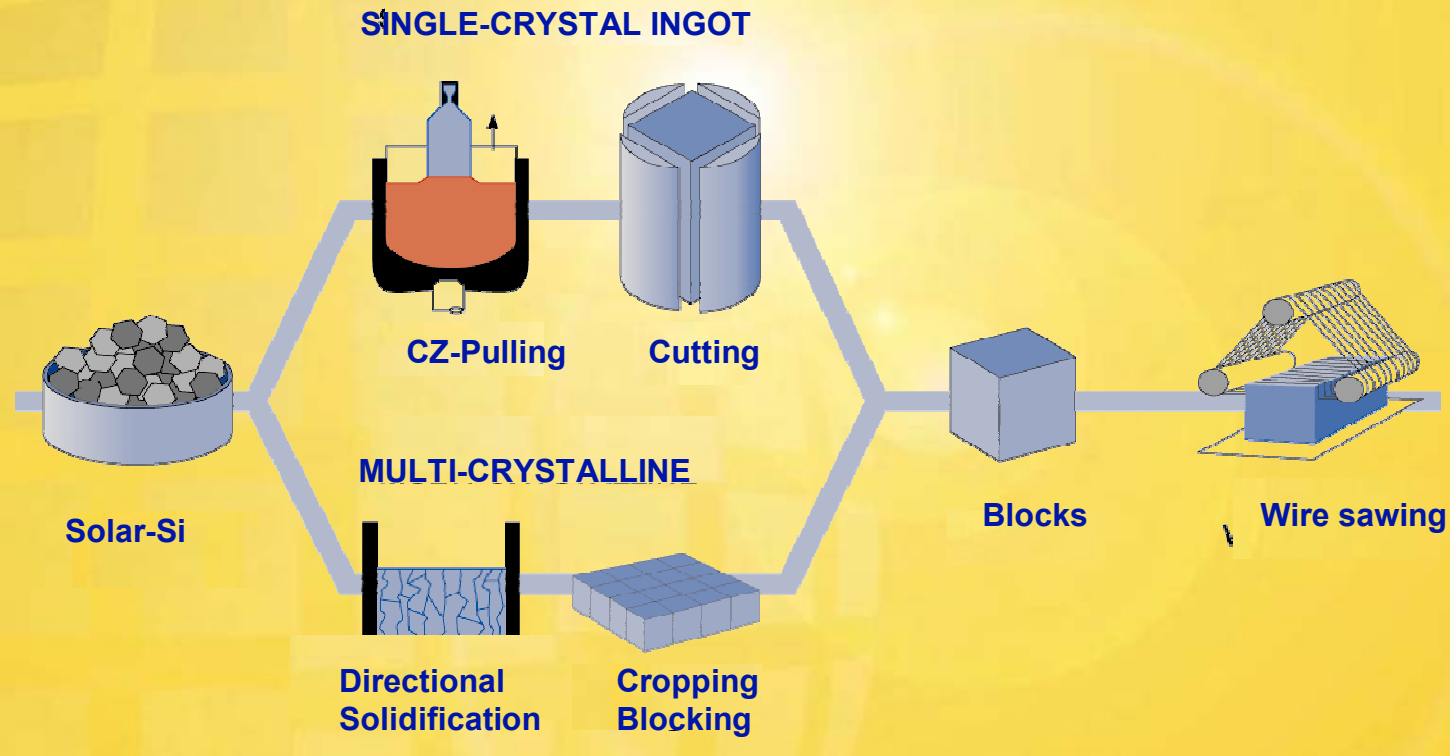 SINGLE-CRYSTAL INGOT
CZ-Pulling
Cutting
MULTI-CRYSTALLINE
Solar-Si
Blocks
Wire sawing
Directional
Solidification
Cropping
Blocking